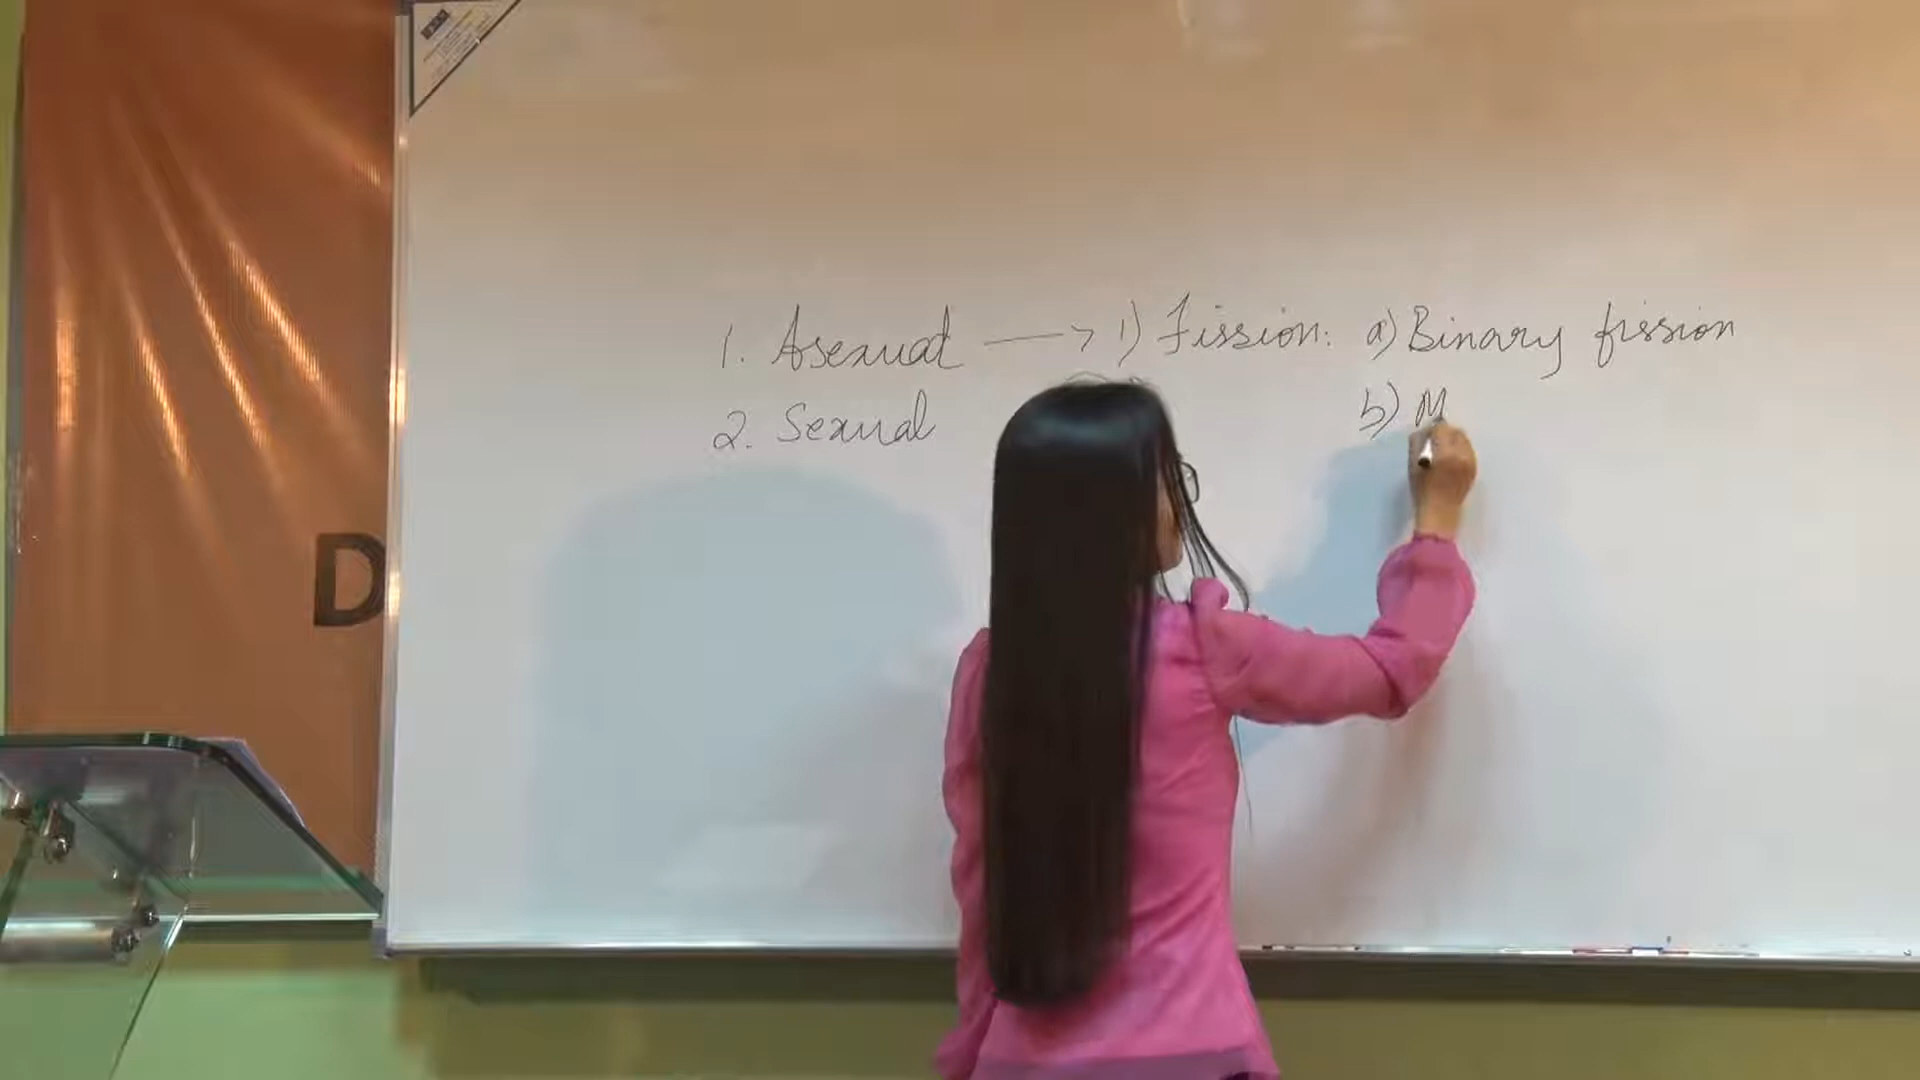 1. Asexual —> 1) Fission: a) Binary fission
2. Sexual b) M
D